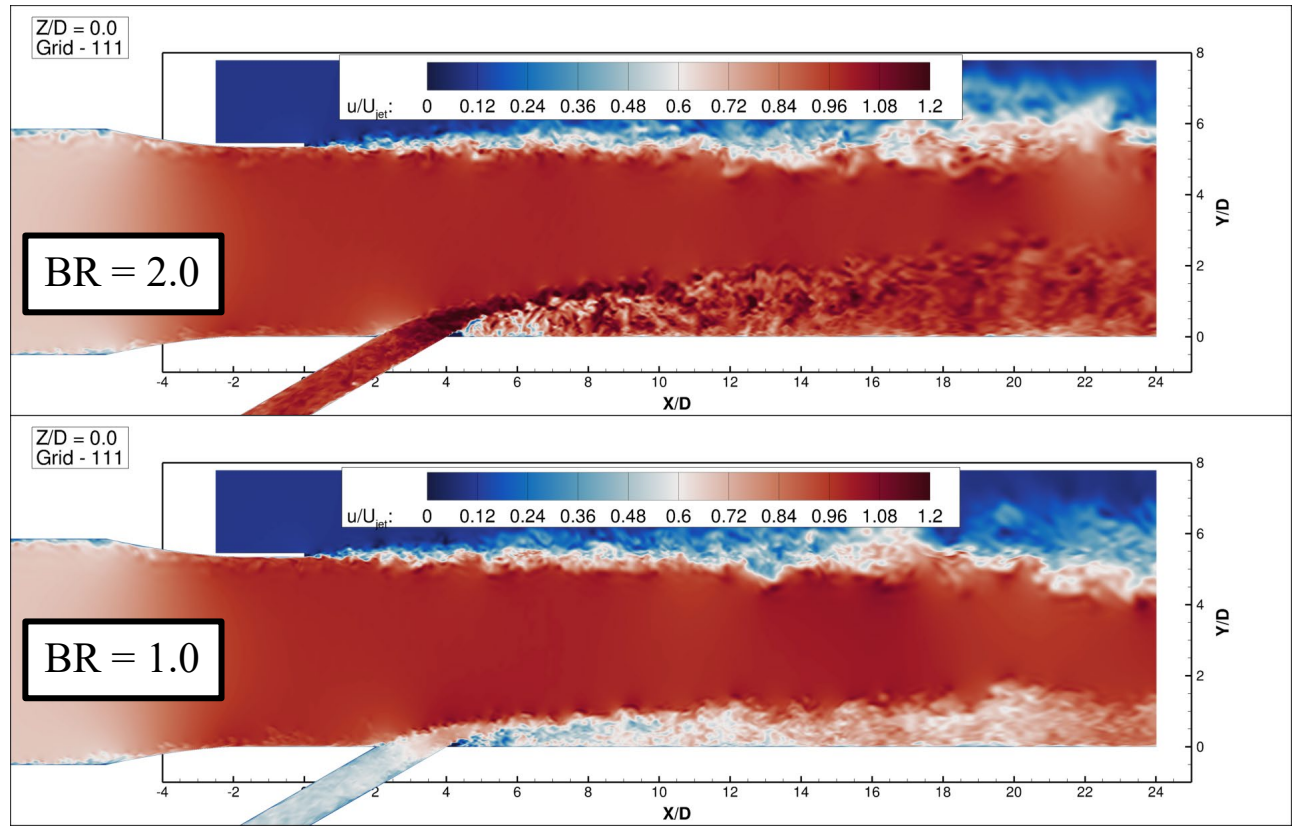 Z/D = 0.0
Grid - 111
u/U_jet: 0 0.12 0.24 0.36 0.48 0.6 0.72 0.84 0.96 1.08 1.2
8
6
4
2
0
Y/D
BR = 2.0
-4 -2 0 2 4 6 8 10 12 14 16 18 20 22 24
X/D
Z/D = 0.0
Grid - 111
u/U_jet: 0 0.12 0.24 0.36 0.48 0.6 0.72 0.84 0.96 1.08 1.2
8
6
4
2
0
Y/D
BR = 1.0
-4 -2 0 2 4 6 8 10 12 14 16 18 20 22 24
X/D